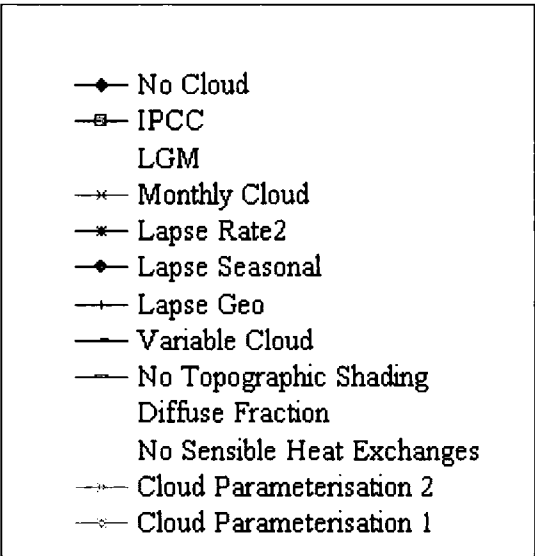 No Cloud
IPCC
LGM
Monthly Cloud
Lapse Rate2
Lapse Seasonal
Lapse Geo
Variable Cloud
No Topographic Shading
Diffuse Fraction
No Sensible Heat Exchanges
Cloud Parameterisation 2
Cloud Parameterisation 1